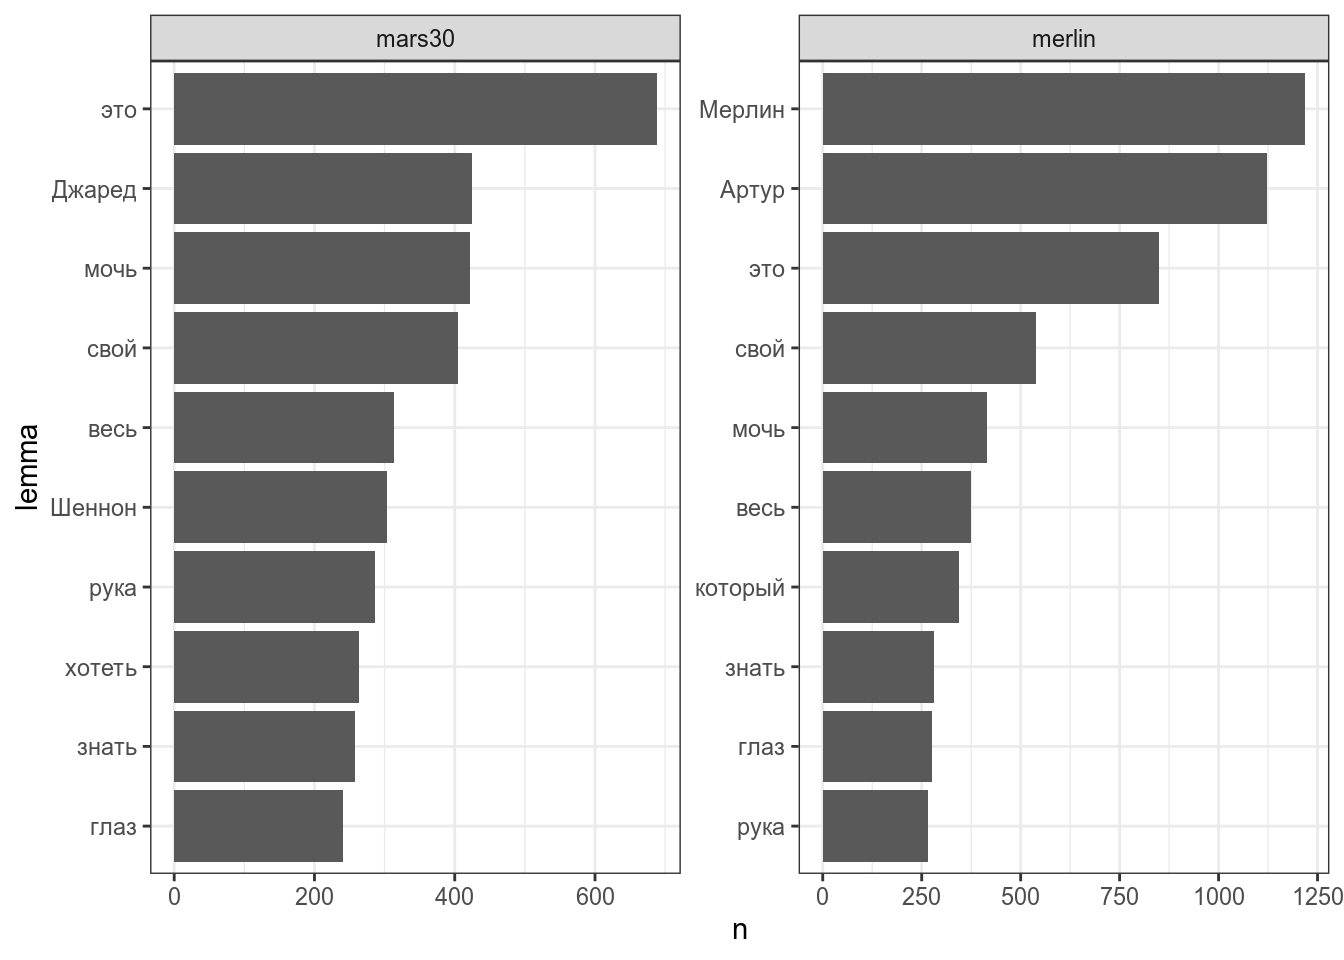 mars30
merlin
lemma
это
Джаред
мочь
свой
весь
Шеннон
рука
хотеть
знать
глаз
0 200 400 600
Мерлин
Артур
это
свой
мочь
весь
который
знать
глаз
рука
0 250 500 750 1000 1250
n